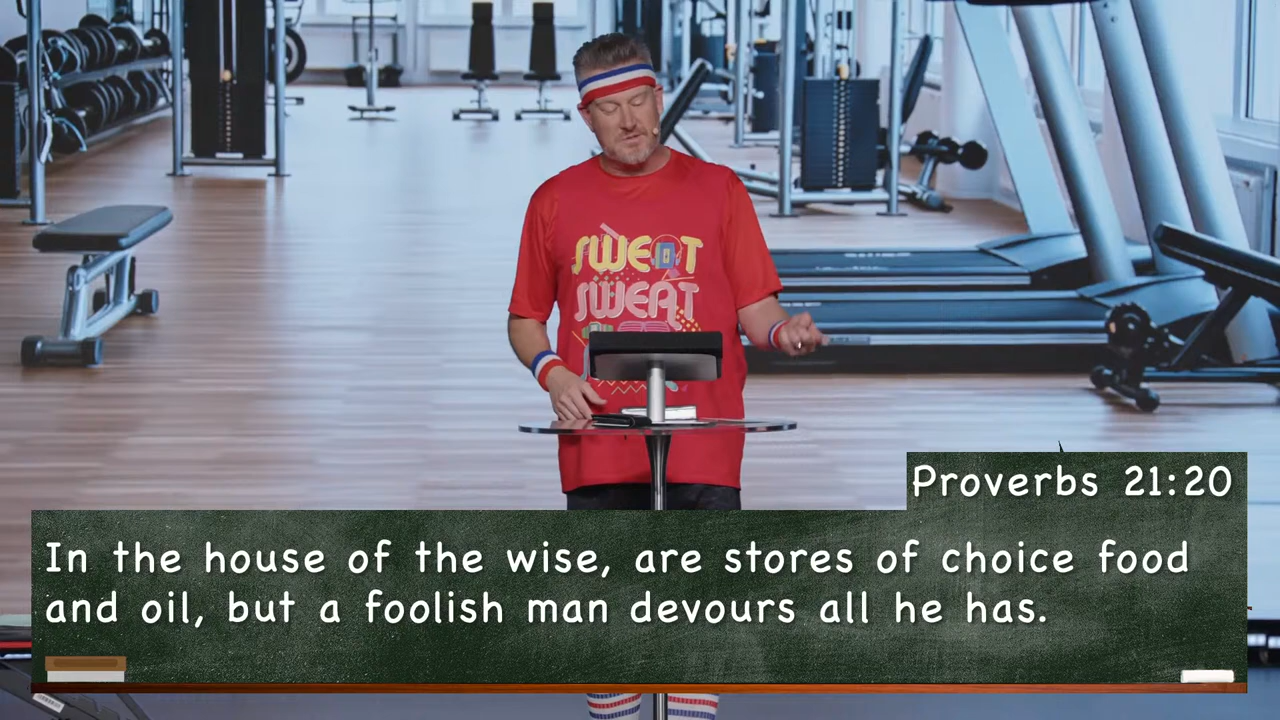 SWEAT
SWEAT
Proverbs 21:20
In the house of the wise, are stores of choice food
and oil, but a foolish man devours all he has.